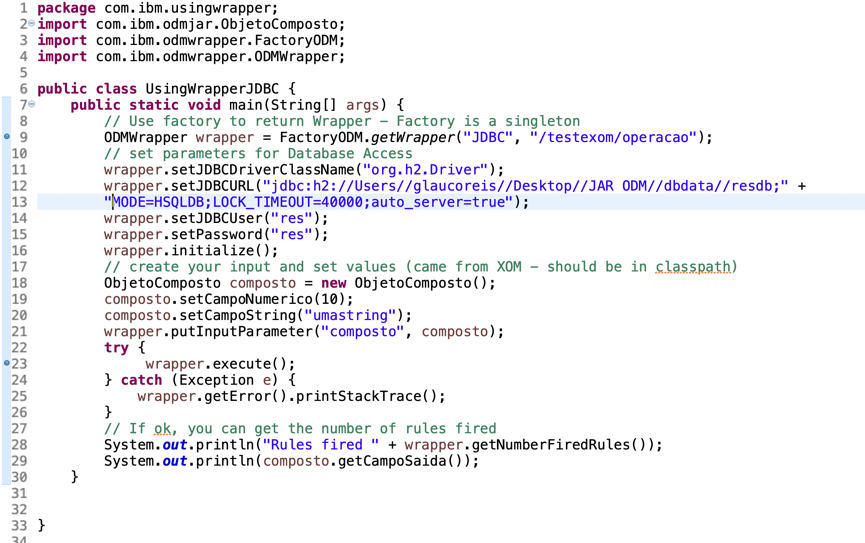 1 package com.ibm.usingwrapper;
2 import com.ibm.odmjar.ObjetoComposto;
3 import com.ibm.odmwrapper.FactoryODM;
4 import com.ibm.odmwrapper.ODMWrapper;
5
6 public class UsingWrapperJDBC {
7 public static void main(String[] args) {
8 // Use factory to return Wrapper – Factory is a singleton
9 ODMWrapper wrapper = FactoryODM.getWrapper("JDBC", "/testexom/operacao");
10 // set parameters for Database Access
11 wrapper.setJDBCDriverClassName("org.h2.Driver");
12 wrapper.setJDBCURL("jdbc:h2://Users//glaucoreis//Desktop//JAR ODM//dbdata//resdb;" +
13 "MODE=HSQLDB;LOCK_TIMEOUT=40000;auto_server=true");
14 wrapper.setJDBCUser("res");
15 wrapper.setPassword("res");
16 wrapper.initialize();
17 // create your input and set values (came from XOM – should be in classpath)
18 ObjetoComposto composto = new ObjetoComposto();
19 composto.setCampoNumerico(10);
20 composto.setCampoString("umastring");
21 wrapper.putInputParameter("composto", composto);
22 try {
23 wrapper.execute();
24 } catch (Exception e) {
25 wrapper.getError().printStackTrace();
26 }
27 // If ok, you can get the number of rules fired
28 System.out.println("Rules fired " + wrapper.getNumberFiredRules());
29 System.out.println(composto.getCampoSaida());
30 }
31
32
33 }
34